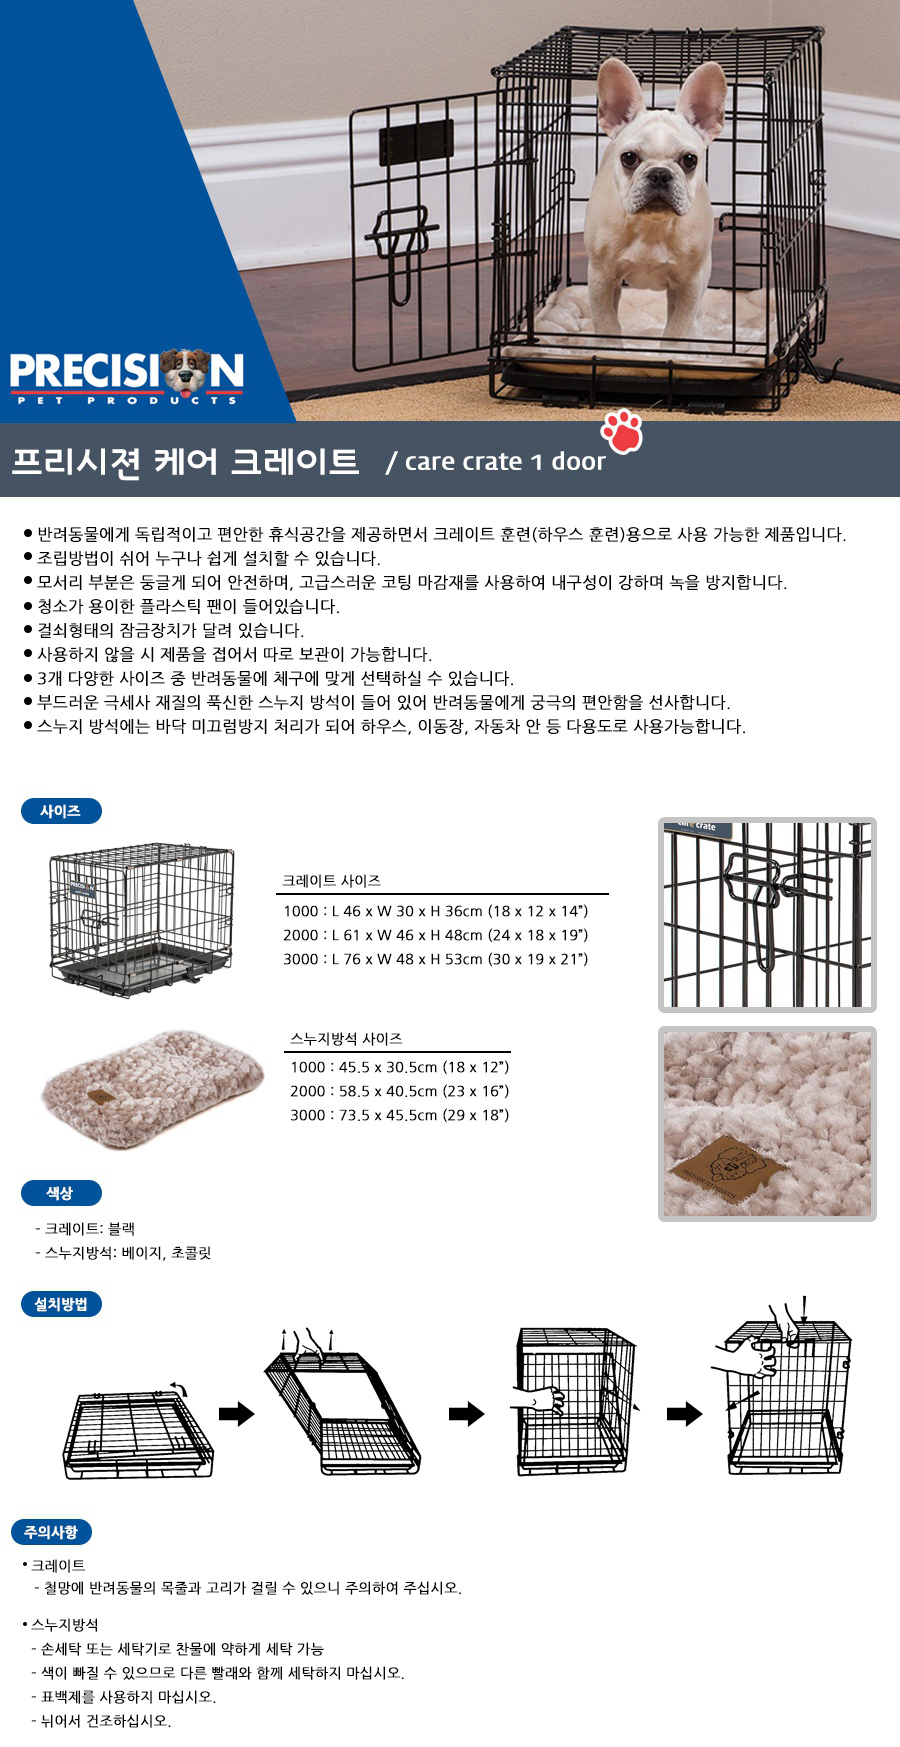 PRECISION
PET PRODUCTS
프리시젼 케어 크레이트 / care crate 1 door
● 반려동물에게 독립적이고 편안한 휴식공간을 제공하면서 크레이트 훈련(하우스 훈련)용으로 사용 가능한 제품입니다.
● 조립방법이 쉬어 누구나 쉽게 설치할 수 있습니다.
● 모서리 부분은 둥글게 되어 안전하며, 고급스러운 코팅 마감재를 사용하여 내구성이 강하며 녹을 방지합니다.
● 청소가 용이한 플라스틱 팬이 들어있습니다.
● 걸쇠형태의 잠금장치가 달려 있습니다.
● 사용하지 않을 시 제품을 접어서 따로 보관이 가능합니다.
● 3개 다양한 사이즈 중 반려동물에 체구에 맞게 선택하실 수 있습니다.
● 부드러운 극세사 재질의 푹신한 스누지 방석이 들어 있어 반려동물에게 궁극의 편안함을 선사합니다.
● 스누지 방석에는 바닥 미끄럼방지 처리가 되어 하우스, 이동장, 자동차 안 등 다용도로 사용가능합니다.
사이즈
care crate
PRECISION
크레이트 사이즈
1000 : L 46 x W 30 x H 36cm (18 x 12 x 14”)
2000 : L 61 x W 46 x H 48cm (24 x 18 x 19”)
3000 : L 76 x W 48 x H 53cm (30 x 19 x 21”)
스누지방석 사이즈
1000 : 45.5 x 30.5cm (18 x 12”)
2000 : 58.5 x 40.5cm (23 x 16”)
3000 : 73.5 x 45.5cm (29 x 18”)
PRECISION PET PRODUCTS
색상
- 크레이트: 블랙
- 스누지방석: 베이지, 초콜릿
설치방법
주의사항
• 크레이트
- 철망에 반려동물의 목줄과 고리가 걸릴 수 있으니 주의하여 주십시오.
• 스누지방석
- 손세탁 또는 세탁기로 찬물에 약하게 세탁 가능
- 색이 빠질 수 있으므로 다른 빨래와 함께 세탁하지 마십시오.
- 표백제를 사용하지 마십시오.
- 뉘어서 건조하십시오.